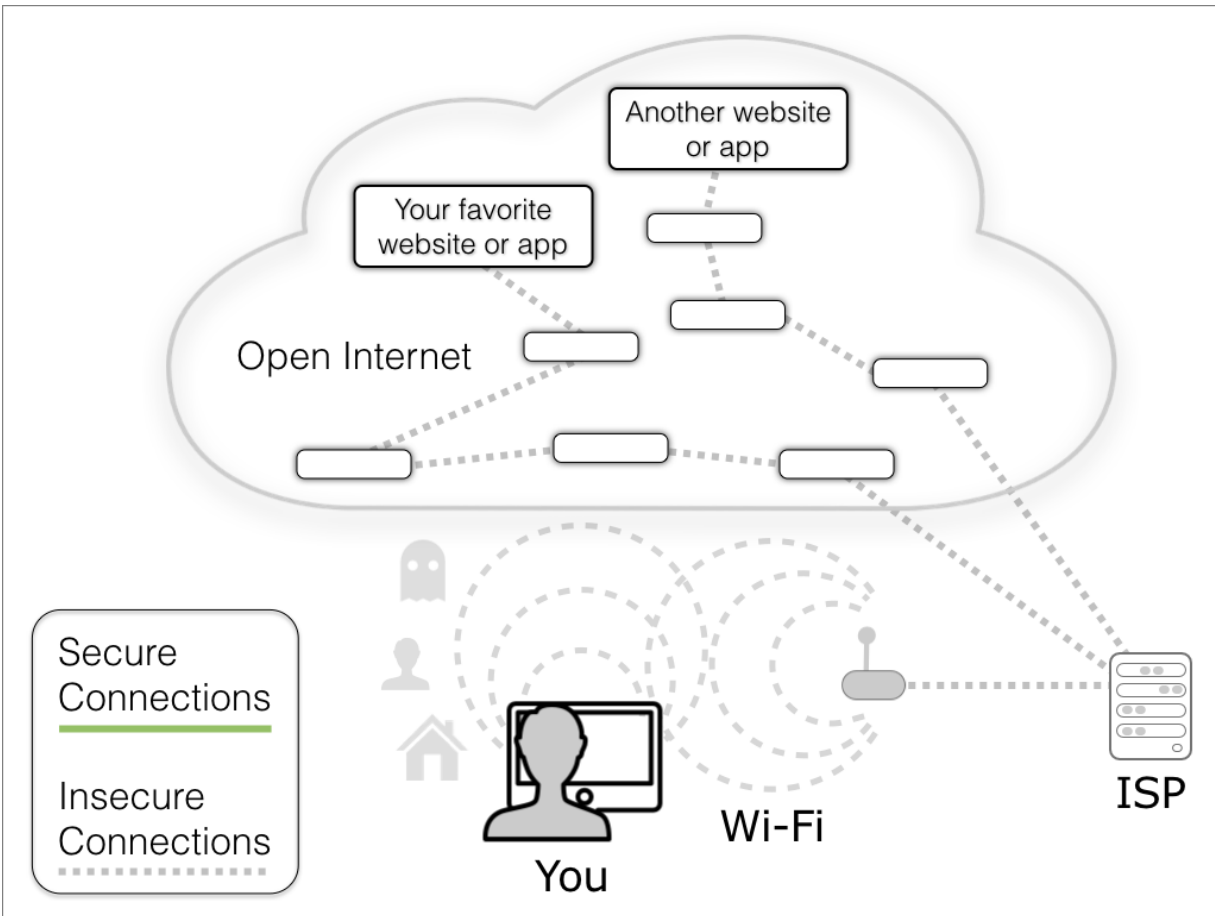 Another website
or app
Your favorite
website or app
Open Internet
Secure
Connections
Insecure
Connections
You
Wi-Fi
ISP